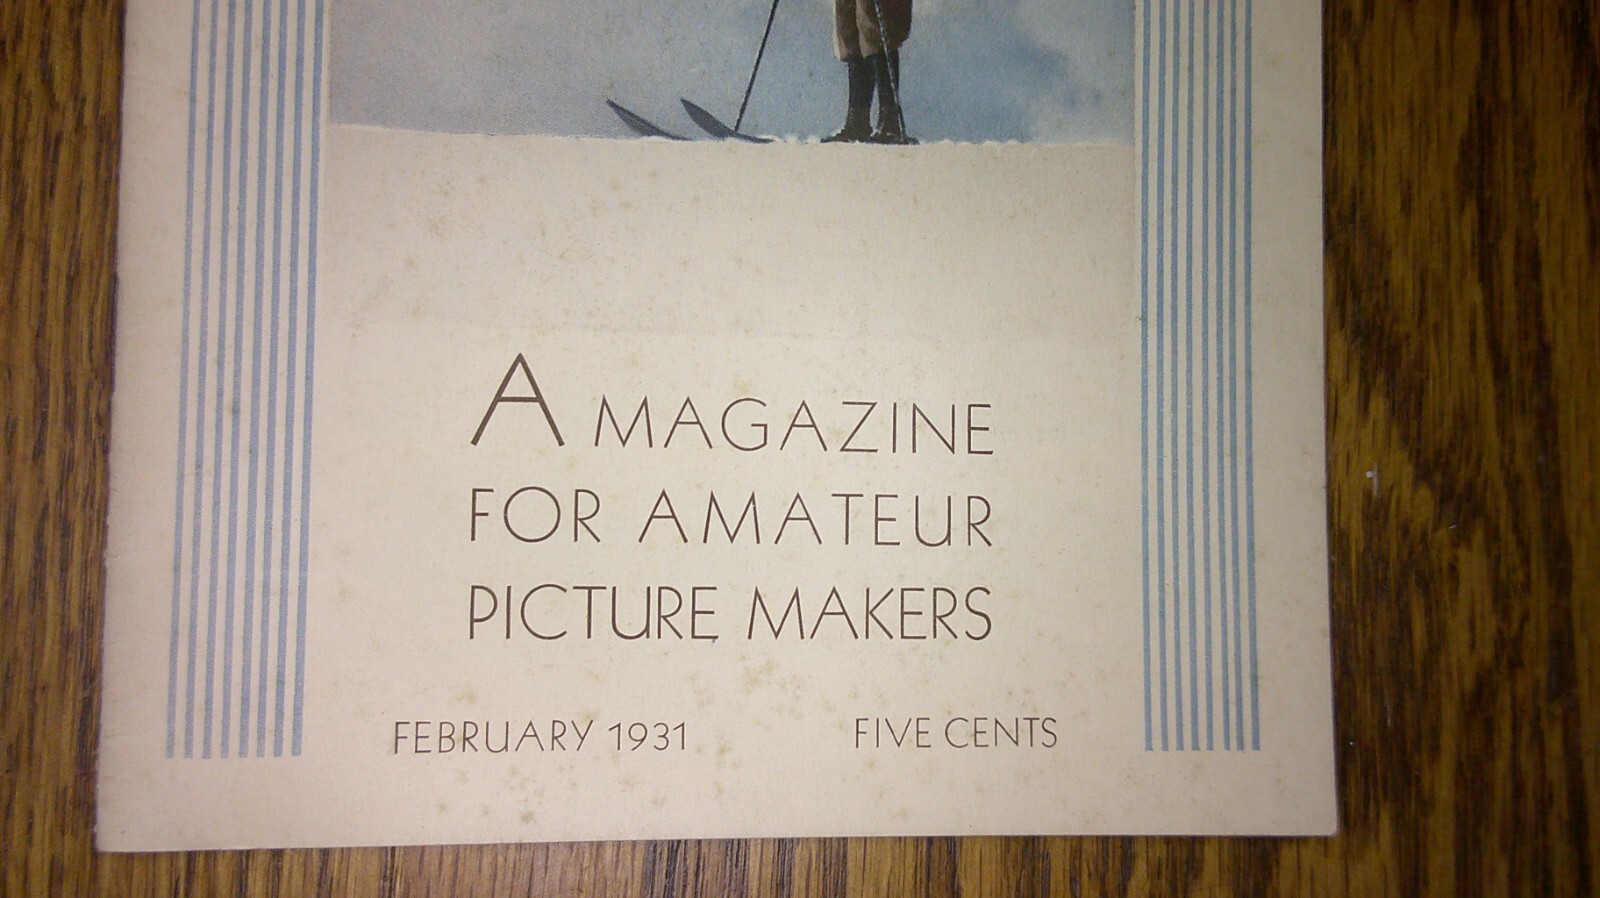 A MAGAZINE
FOR AMATEUR
PICTURE MAKERS
FEBRUARY 1931 FIVE CENTS